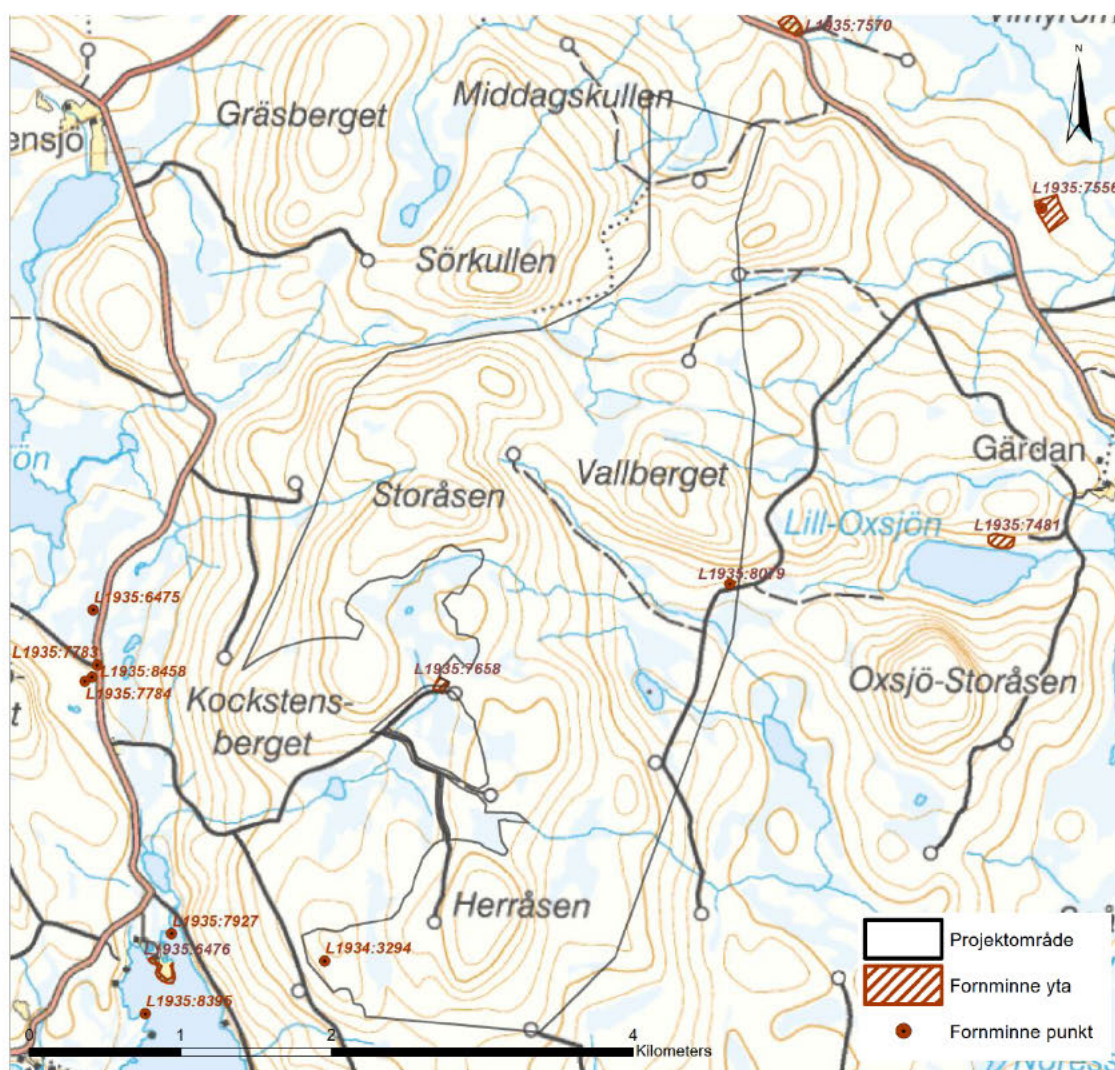 L1935:7570
N
Middagskullen
Gräsberget
ensjö
L1935:7556
Sörkullen
Gärdan
ön
Storåsen
Vallberget
Lill-Oxsjön
L1935:7481
L1935:8079
L1935:6475
L1935:7783
L1935:8458
L1935:7784
L1935:7658
Oxsjö-Storåsen
Kockstens-
berget
Herråsen
L1935:7927
L1935:6476
L1934:3294
L1935:8395
Projektområde
Fornminne yta
Fornminne punkt
0 1 2 4
Kilometers